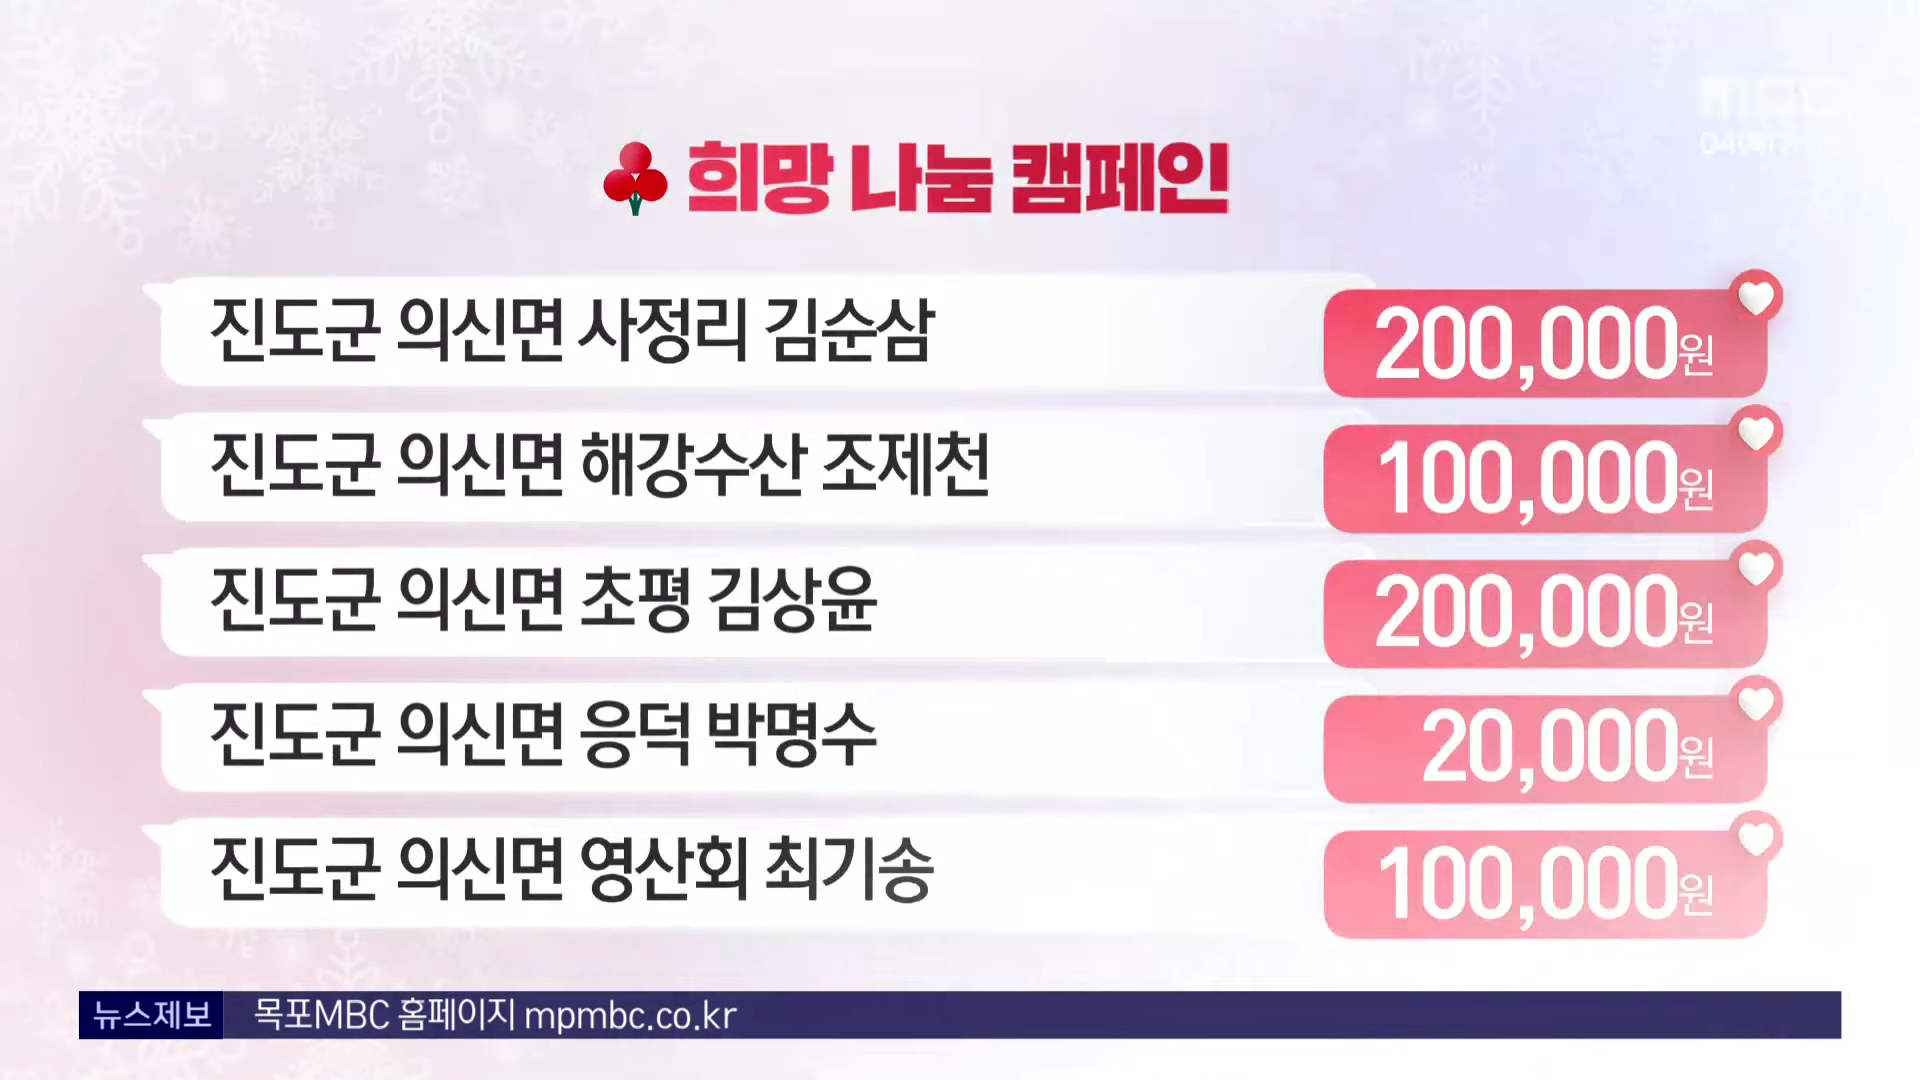 MBC
희망 나눔 캠페인
진도군 의신면 사정리 김순삼 200,000원
진도군 의신면 해강수산 조제천 100,000원
진도군 의신면 초평 김상윤 200,000원
진도군 의신면 응덕 박명수 20,000원
진도군 의신면 영산회 최기송 100,000원
뉴스제보 목포MBC 홈페이지 mpmbc.co.kr